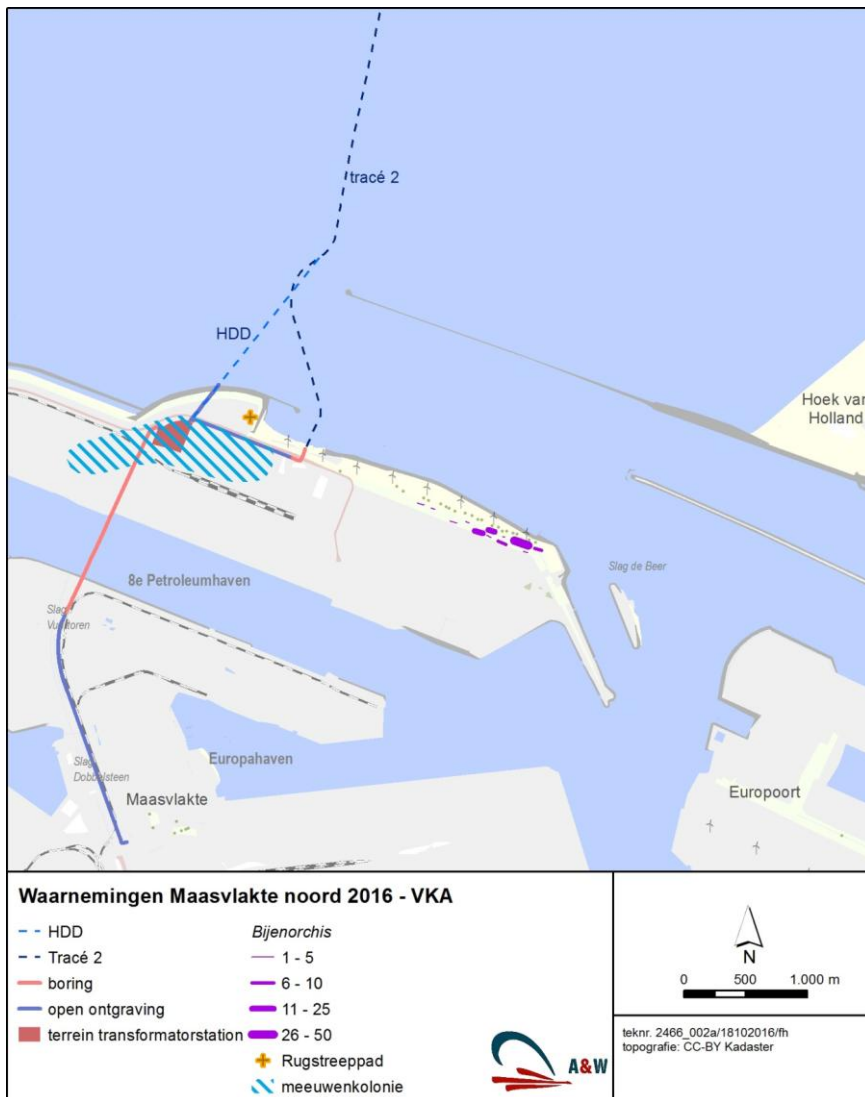 tracé 2
HDD
Hoek van
Holland
8e Petroleumhaven
Slag de Beer
Slag
Vuurtoren
Slag
Dobbelsteen
Europahaven
Maasvlakte
Europoort
Waarnemingen Maasvlakte noord 2016 - VKA
HDD
Tracé 2
boring
open ontgraving
terrein transformatorstation
Bijenorchis
1 - 5
6 - 10
11 - 25
26 - 50
Rugstreeppad
meeuwenkolonie
A&W
N
0 500 1.000 m
teknr. 2466_002a/18102016/fh
topografie: CC-BY Kadaster